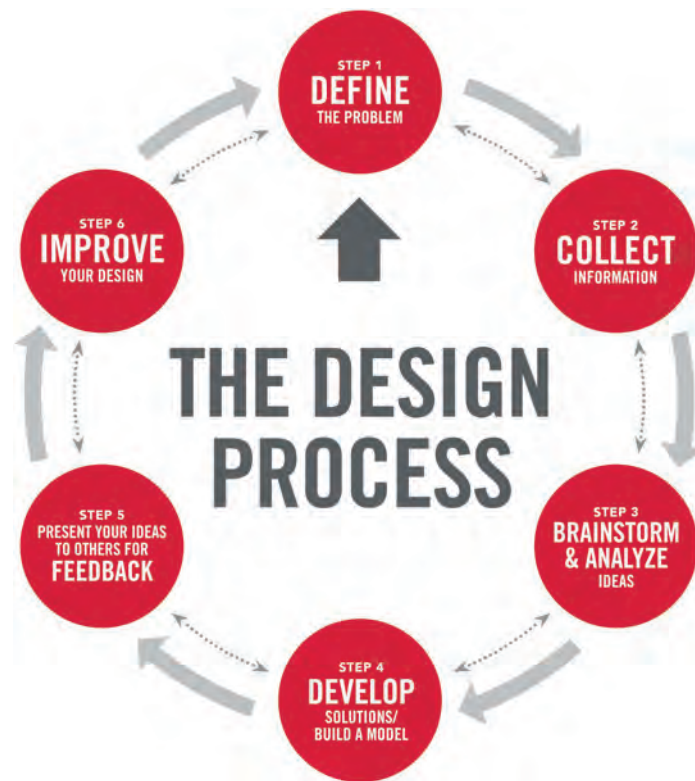 STEP 1
DEFINE
THE PROBLEM
STEP 2
COLLECT
INFORMATION
STEP 3
BRAINSTORM
& ANALYZE
IDEAS
STEP 4
DEVELOP
SOLUTIONS/
BUILD A MODEL
STEP 5
PRESENT YOUR IDEAS
TO OTHERS FOR
FEEDBACK
STEP 6
IMPROVE
YOUR DESIGN
THE DESIGN
PROCESS